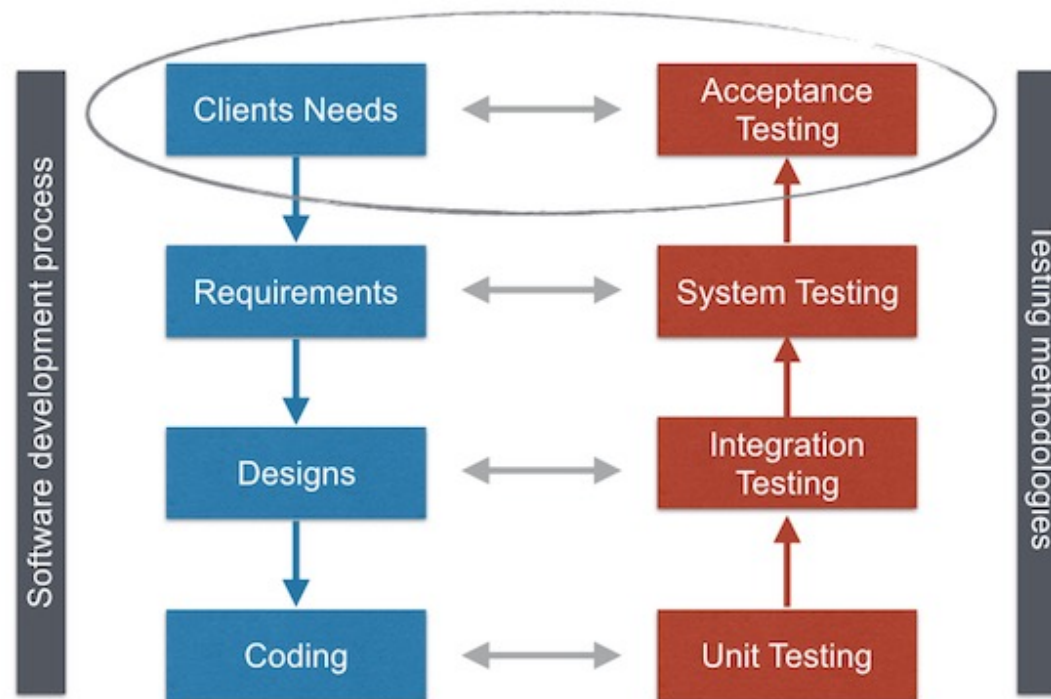 Software development process
Clients Needs
Acceptance
Testing
Requirements
System Testing
Designs
Integration
Testing
Coding
Unit Testing
Testing methodologies